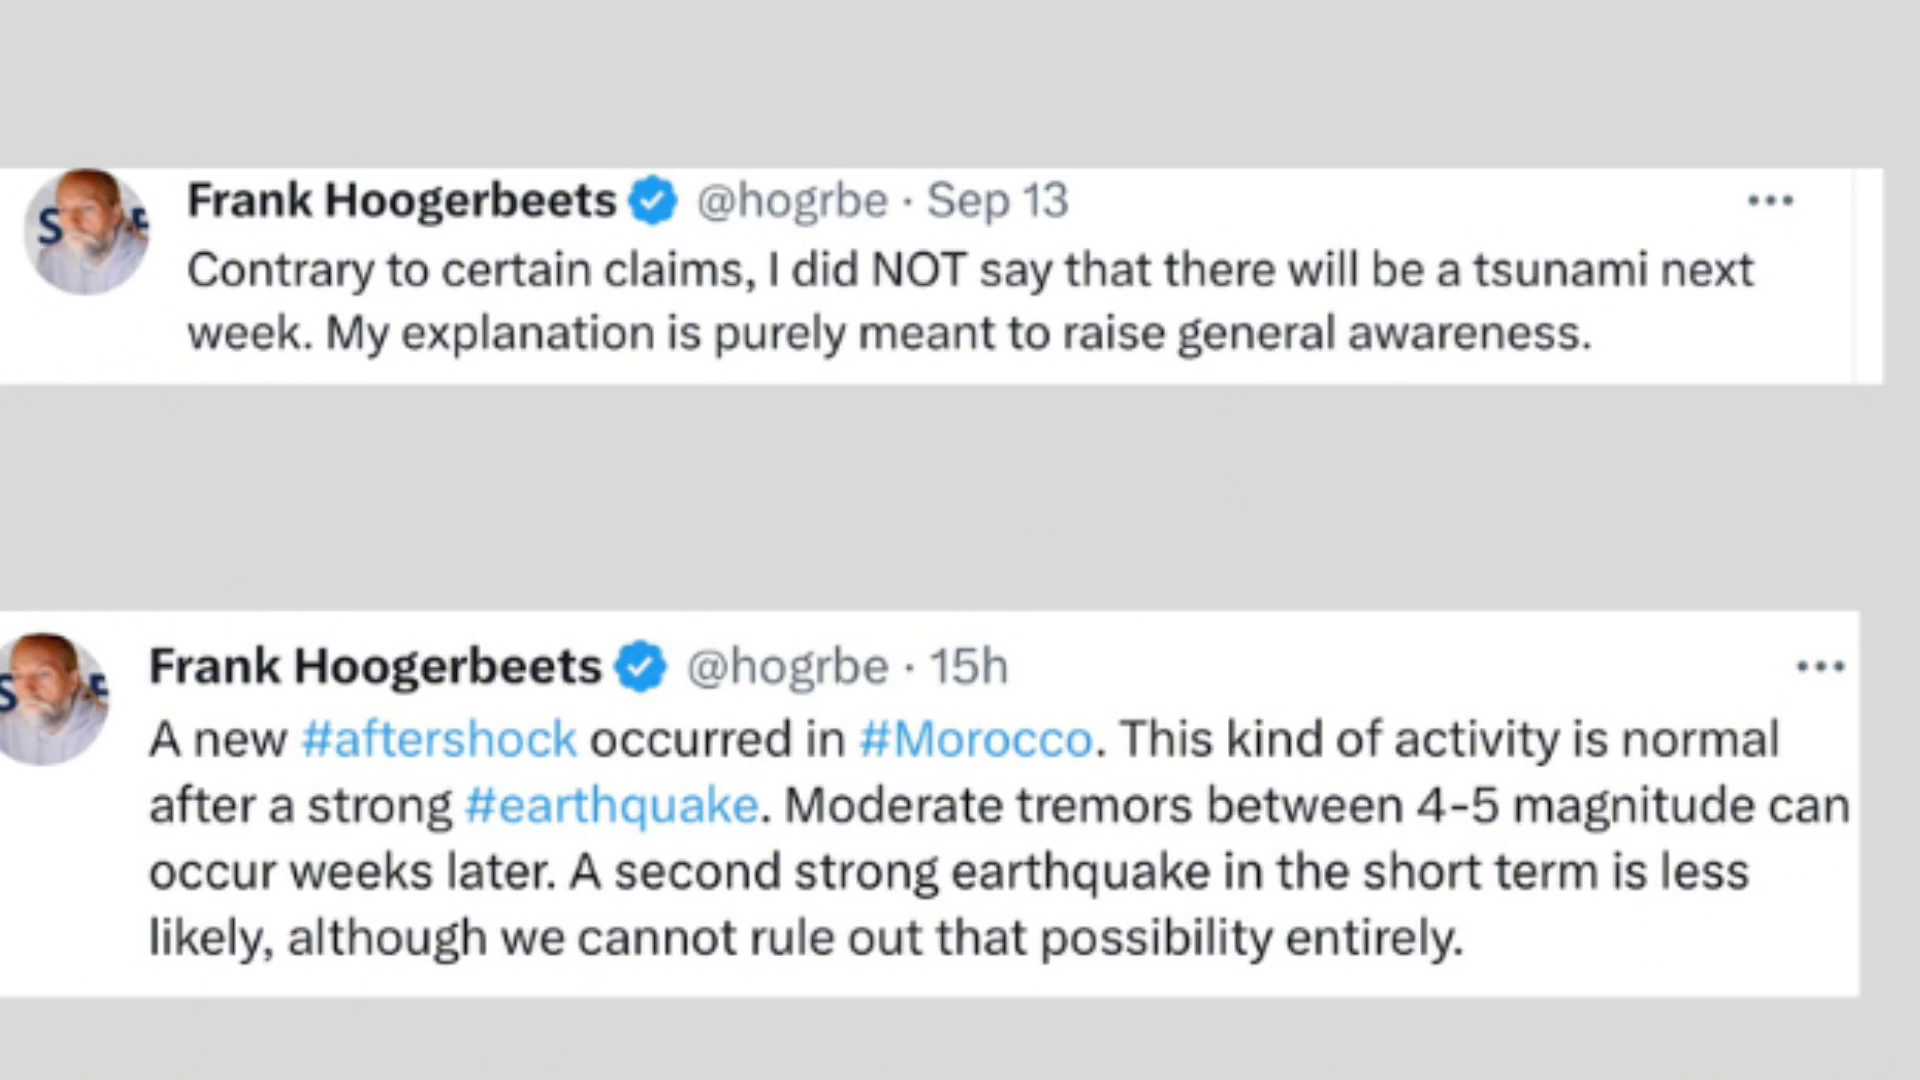 Frank Hoogerbeets @hogrbe · Sep 13
Contrary to certain claims, I did NOT say that there will be a tsunami next
week. My explanation is purely meant to raise general awareness.
Frank Hoogerbeets @hogrbe · 15h
A new #aftershock occurred in #Morocco. This kind of activity is normal
after a strong #earthquake. Moderate tremors between 4-5 magnitude can
occur weeks later. A second strong earthquake in the short term is less
likely, although we cannot rule out that possibility entirely.